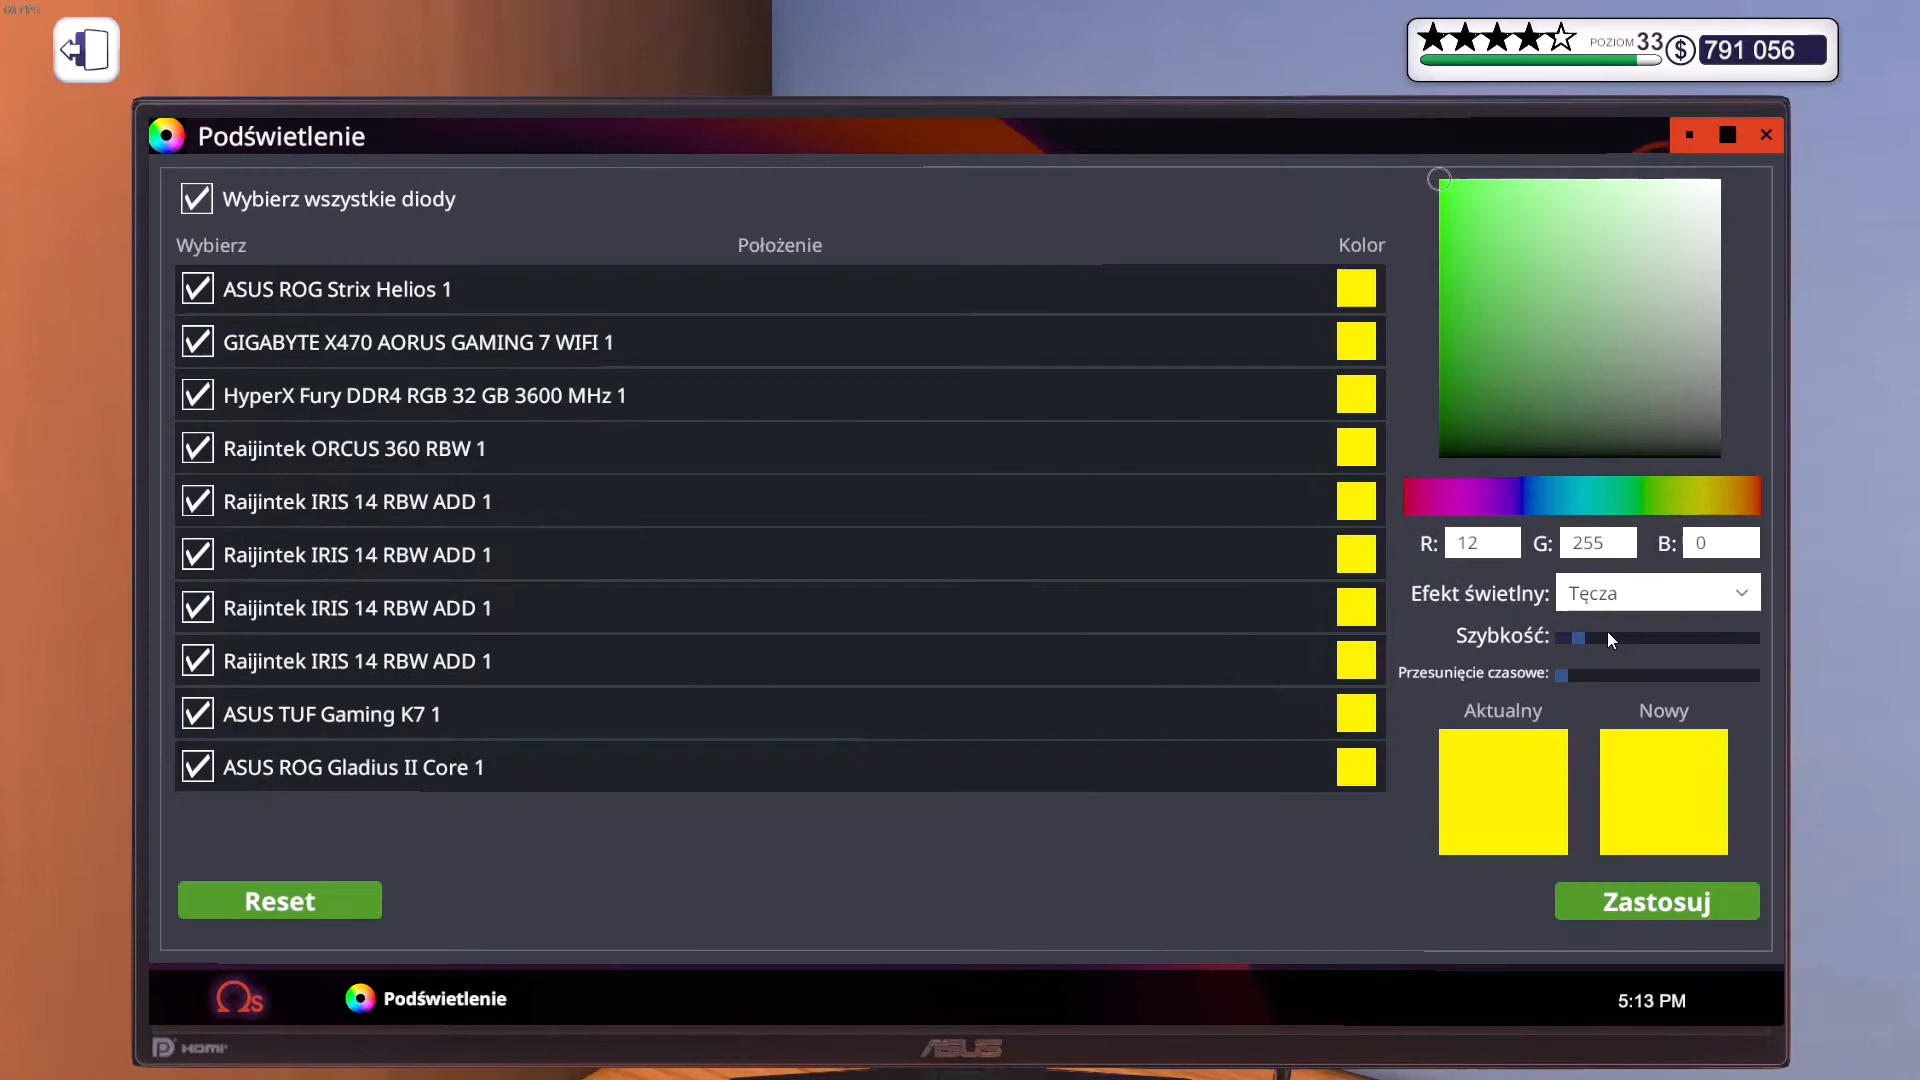 POZIOM 33 $ 791 056
Podświetlenie
Wybierz wszystkie diody
Wybierz Położenie Kolor
ASUS ROG Strix Helios 1
GIGABYTE X470 AORUS GAMING 7 WIFI 1
HyperX Fury DDR4 RGB 32 GB 3600 MHz 1
Raijintek ORCUS 360 RBW 1
Raijintek IRIS 14 RBW ADD 1
Raijintek IRIS 14 RBW ADD 1
Raijintek IRIS 14 RBW ADD 1
Raijintek IRIS 14 RBW ADD 1
ASUS TUF Gaming K7 1
ASUS ROG Gladius II Core 1
R: 12 G: 255 B: 0
Efekt świetlny: Tęcza
Szybkość:
Przesunięcie czasowe:
Aktualny Nowy
Reset Zastosuj
Ωs Podświetlenie 5:13 PM
HDMI ASUS